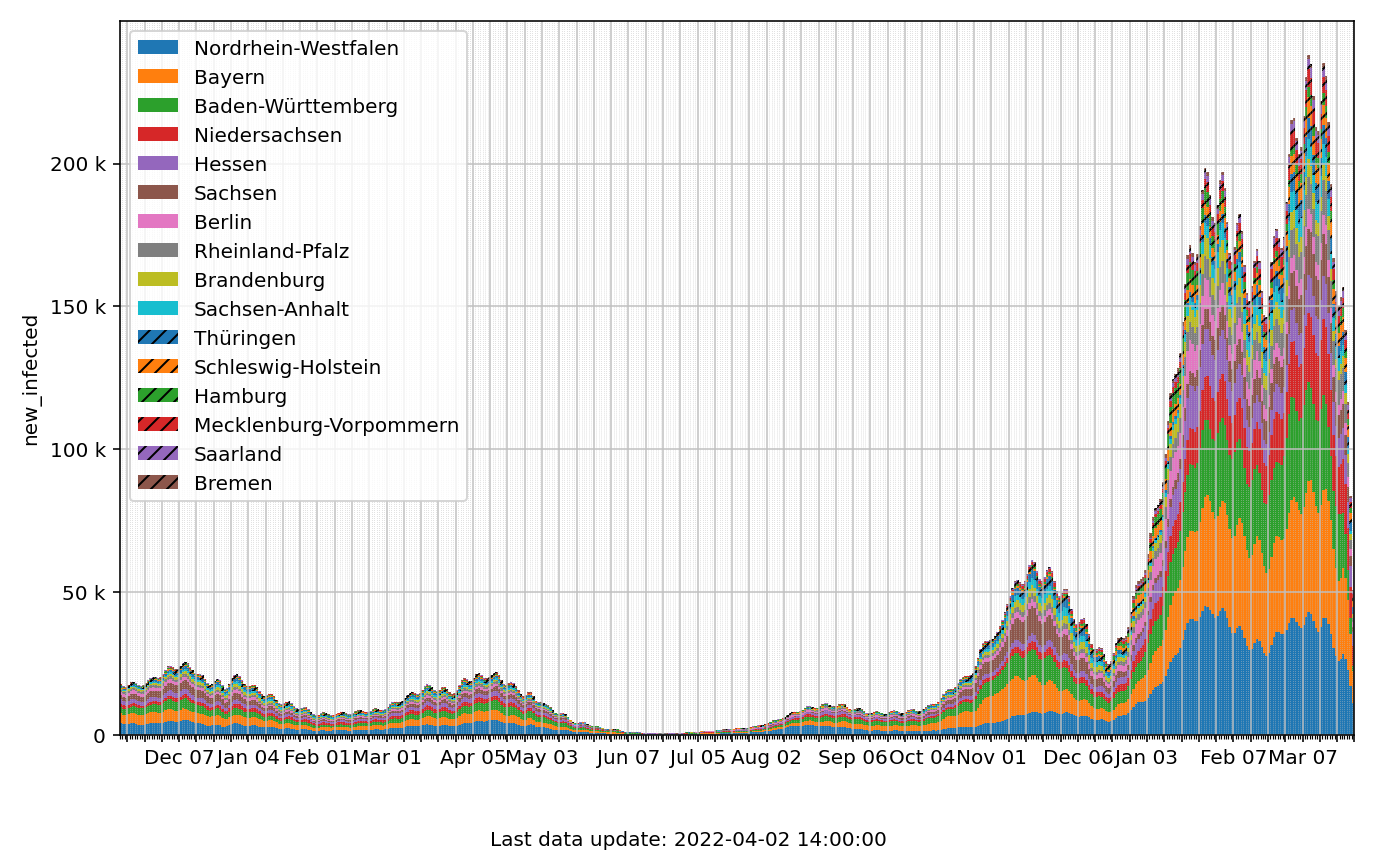 Nordrhein-Westfalen
Bayern
Baden-Württemberg
Niedersachsen
Hessen
Sachsen
Berlin
Rheinland-Pfalz
Brandenburg
Sachsen-Anhalt
Thüringen
Schleswig-Holstein
Hamburg
Mecklenburg-Vorpommern
Saarland
Bremen
new_infected
200 k
150 k
100 k
50 k
0
Dec 07 Jan 04 Feb 01 Mar 01 Apr 05 May 03 Jun 07 Jul 05 Aug 02 Sep 06 Oct 04 Nov 01 Dec 06 Jan 03 Feb 07 Mar 07
Last data update: 2022-04-02 14:00:00